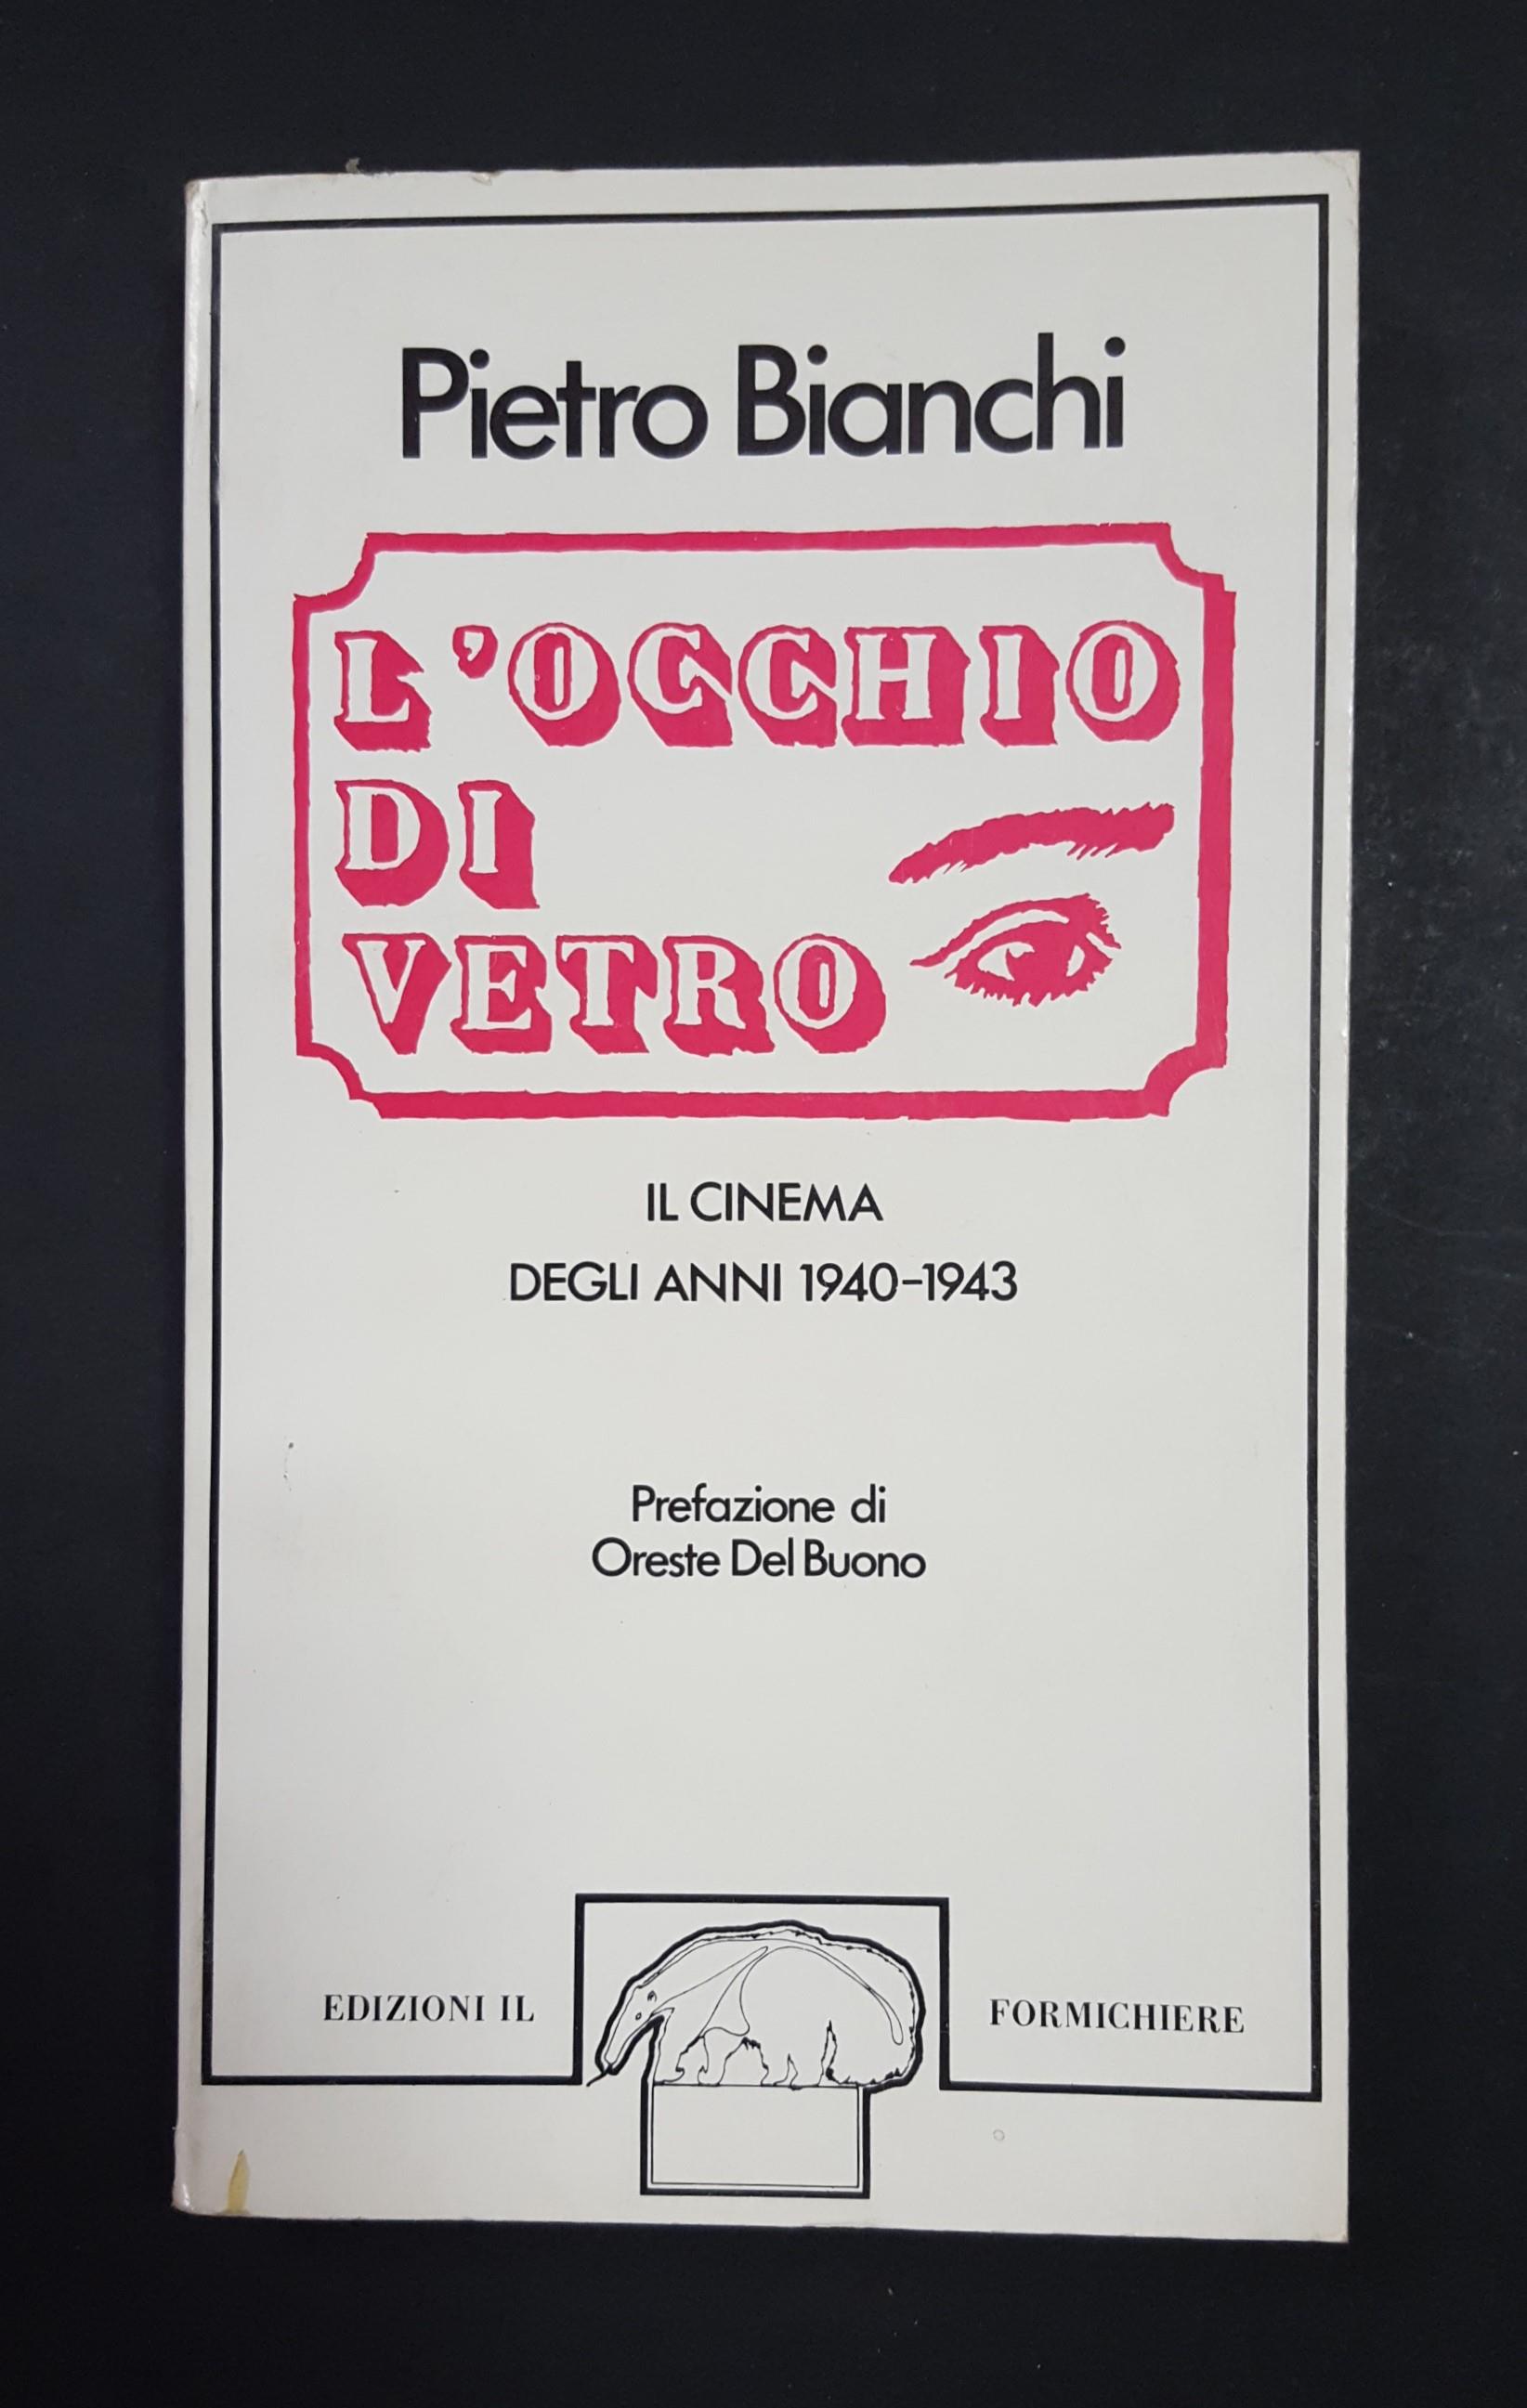 Pietro Bianchi
L'OCCHIO
DI
VETRO
IL CINEMA
DEGLI ANNI 1940-1943
Prefazione di
Oreste Del Buono
EDIZIONI IL FORMICHIERE